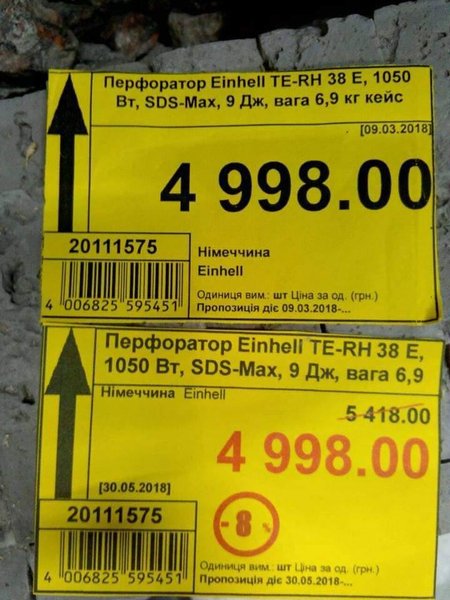 Перфоратор Einhell TE-RH 38 E, 1050
Вт, SDS-Max, 9 Дж, вага 6,9 кг кейс
[09.03.2018]
4 998.00
20111575
Німеччина
Einhell
4 006825 595451
Одиниця вим.: шт Ціна за од. (грн.)
Пропозиція діє 09.03.2018-...
Перфоратор Einhell TE-RH 38 E,
1050 Вт, SDS-Max, 9 Дж, вага 6,9
Німеччина Einhell
5 418.00
4 998.00
[30.05.2018]
20111575
- 8 %
4 006825 595451
Одиниця вим.: шт Ціна за од. (грн.)
Пропозиція діє 30.05.2018-...